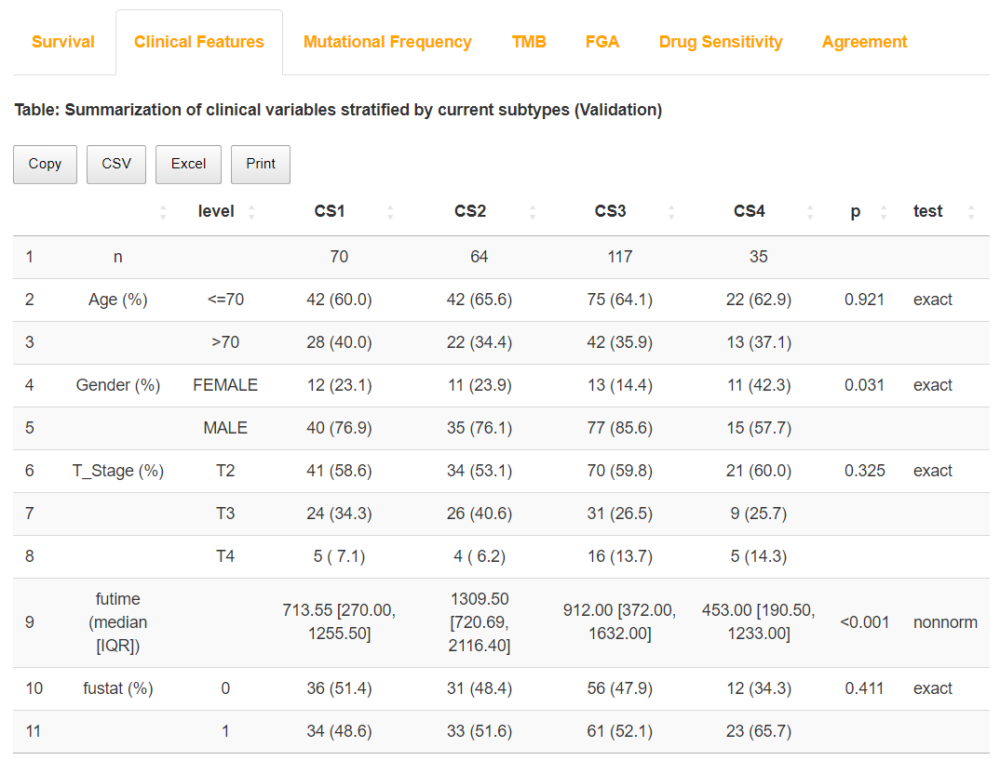 Survival Clinical Features Mutational Frequency TMB FGA Drug Sensitivity Agreement
Table: Summarization of clinical variables stratified by current subtypes (Validation)
Copy CSV Excel Print
level CS1 CS2 CS3 CS4 p test
1 n 70 64 117 35
2 Age (%) <=70 42 (60.0) 42 (65.6) 75 (64.1) 22 (62.9) 0.921 exact
3 >70 28 (40.0) 22 (34.4) 42 (35.9) 13 (37.1)
4 Gender (%) FEMALE 12 (23.1) 11 (23.9) 13 (14.4) 11 (42.3) 0.031 exact
5 MALE 40 (76.9) 35 (76.1) 77 (85.6) 15 (57.7)
6 T_Stage (%) T2 41 (58.6) 34 (53.1) 70 (59.8) 21 (60.0) 0.325 exact
7 T3 24 (34.3) 26 (40.6) 31 (26.5) 9 (25.7)
8 T4 5 ( 7.1) 4 ( 6.2) 16 (13.7) 5 (14.3)
9 futime
(median
[IQR])
713.55 [270.00,
1255.50]
1309.50
[720.69,
2116.40]
912.00 [372.00,
1632.00]
453.00 [190.50,
1233.00]
<0.001 nonnorm
10 fustat (%) 0 36 (51.4) 31 (48.4) 56 (47.9) 12 (34.3) 0.411 exact
11 1 34 (48.6) 33 (51.6) 61 (52.1) 23 (65.7)